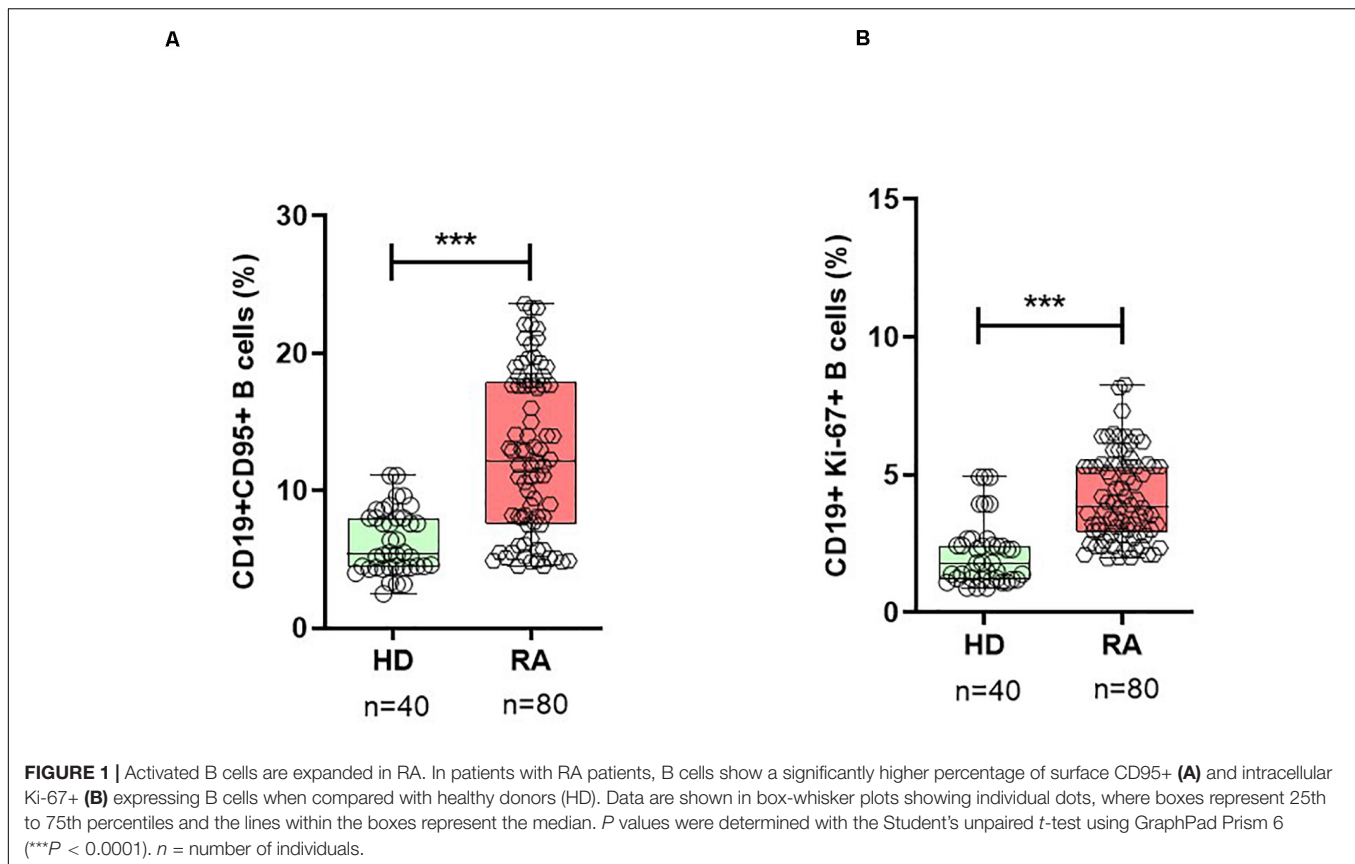 A
B
30
20
10
0
CD19+CD95+ B cells (%)
***
HD
RA
n=40
n=80
15
10
5
0
CD19+ Ki-67+ B cells (%)
***
HD
RA
n=40
n=80
FIGURE 1 | Activated B cells are expanded in RA. In patients with RA patients, B cells show a significantly higher percentage of surface CD95+ (A) and intracellular
Ki-67+ (B) expressing B cells when compared with healthy donors (HD). Data are shown in box-whisker plots showing individual dots, where boxes represent 25th
to 75th percentiles and the lines within the boxes represent the median. P values were determined with the Student's unpaired t-test using GraphPad Prism 6
(***P < 0.0001). n = number of individuals.